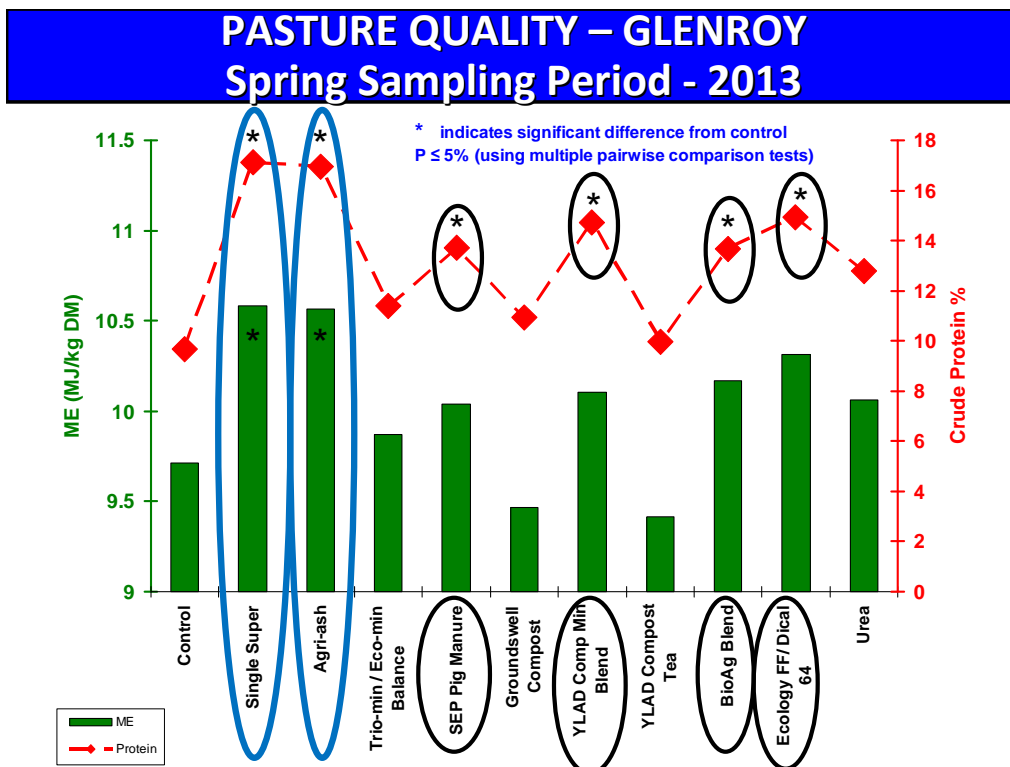 PASTURE QUALITY – GLENROY
Spring Sampling Period - 2013
* indicates significant difference from control
P ≤ 5% (using multiple pairwise comparison tests)
11.5
11
10.5
10
9.5
9
ME (MJ/kg DM)
* *
* * * *
* *
18
16
14
12
10
8
6
4
2
0
Crude Protein %
Control
Single Super
Agri-ash
Trio-min / Eco-min
Balance
SEP Pig Manure
Groundswell
Compost
YLAD Comp Min
Blend
YLAD Compost
Tea
BioAg Blend
Ecology FF/ Dical
64
Urea
ME
Protein